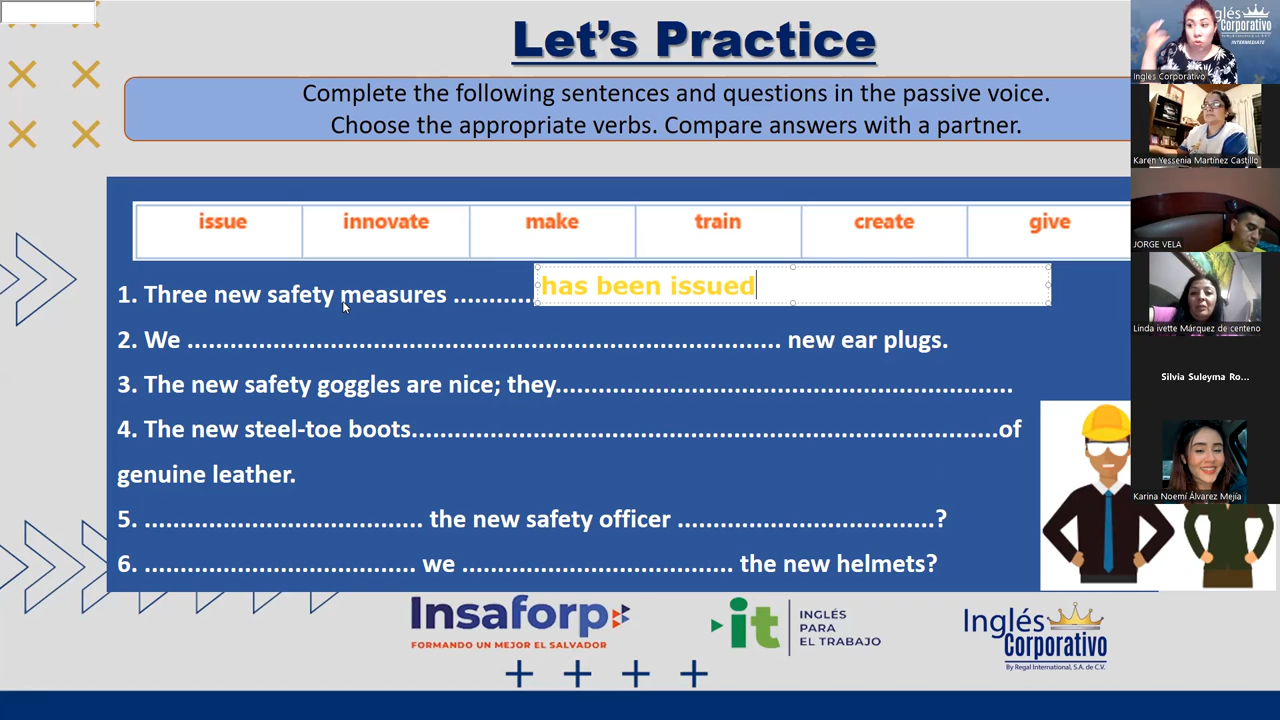 Let's Practice
Complete the following sentences and questions in the passive voice.
Choose the appropriate verbs. Compare answers with a partner.
issue innovate make train create give
1. Three new safety measures ........... has been issued
2. We .................................................................................. new ear plugs.
3. The new safety goggles are nice; they...............................................................
4. The new steel-toe boots.................................................................................of
genuine leather.
5. ...................................... the new safety officer ...................................?
6. ..................................... we ..................................... the new helmets?
Insaforp
FORMANDO UN MEJOR EL SALVADOR
it
INGLÉS
PARA
EL TRABAJO
Inglés
Corporativo
By Regal International, S.A. de C.V.
glés
Corporativo
INTERMEDIATE
Ingles Corporativo
Karen Yessenia Martínez Castillo
JORGE VELA
Linda ivette Márquez de centeno
Silvia Suleyma Ro...
Karina Noemí Álvarez Mejía